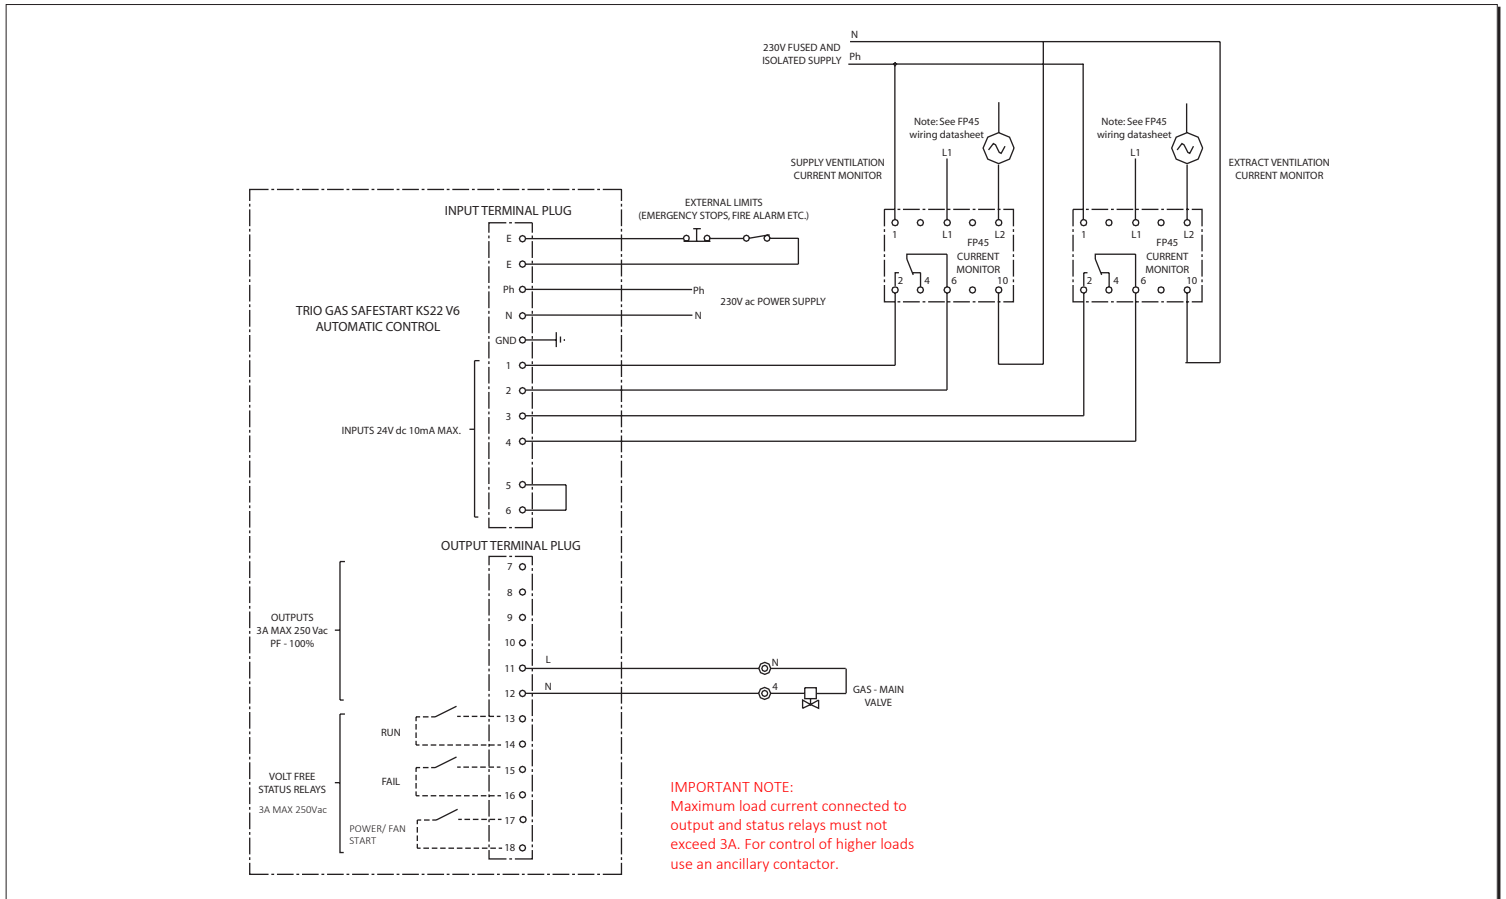 N
230V FUSED AND
ISOLATED SUPPLY
Ph
Note: See FP45
wiring datasheet
L1
Note: See FP45
wiring datasheet
L1
SUPPLY VENTILATION
CURRENT MONITOR
EXTRACT VENTILATION
CURRENT MONITOR
1
L1
L2
FP45
CURRENT
MONITOR
2
4
6
10
1
L1
L2
FP45
CURRENT
MONITOR
2
4
6
10
INPUT TERMINAL PLUG
EXTERNAL LIMITS
(EMERGENCY STOPS, FIRE ALARM ETC.)
E
E
Ph
Ph
230V ac POWER SUPPLY
N
N
TRIO GAS SAFESTART KS22 V6
AUTOMATIC CONTROL
GND
1
2
3
4
INPUTS 24V dc 10mA MAX.
5
6
OUTPUT TERMINAL PLUG
7
8
9
10
OUTPUTS
3A MAX 250 Vac
PF - 100%
11
L
N
12
N
4
GAS - MAIN
VALVE
13
RUN
14
15
FAIL
16
VOLT FREE
STATUS RELAYS
3A MAX 250Vac
17
POWER/ FAN
START
18
IMPORTANT NOTE:
Maximum load current connected to
output and status relays must not
exceed 3A. For control of higher loads
use an ancillary contactor.